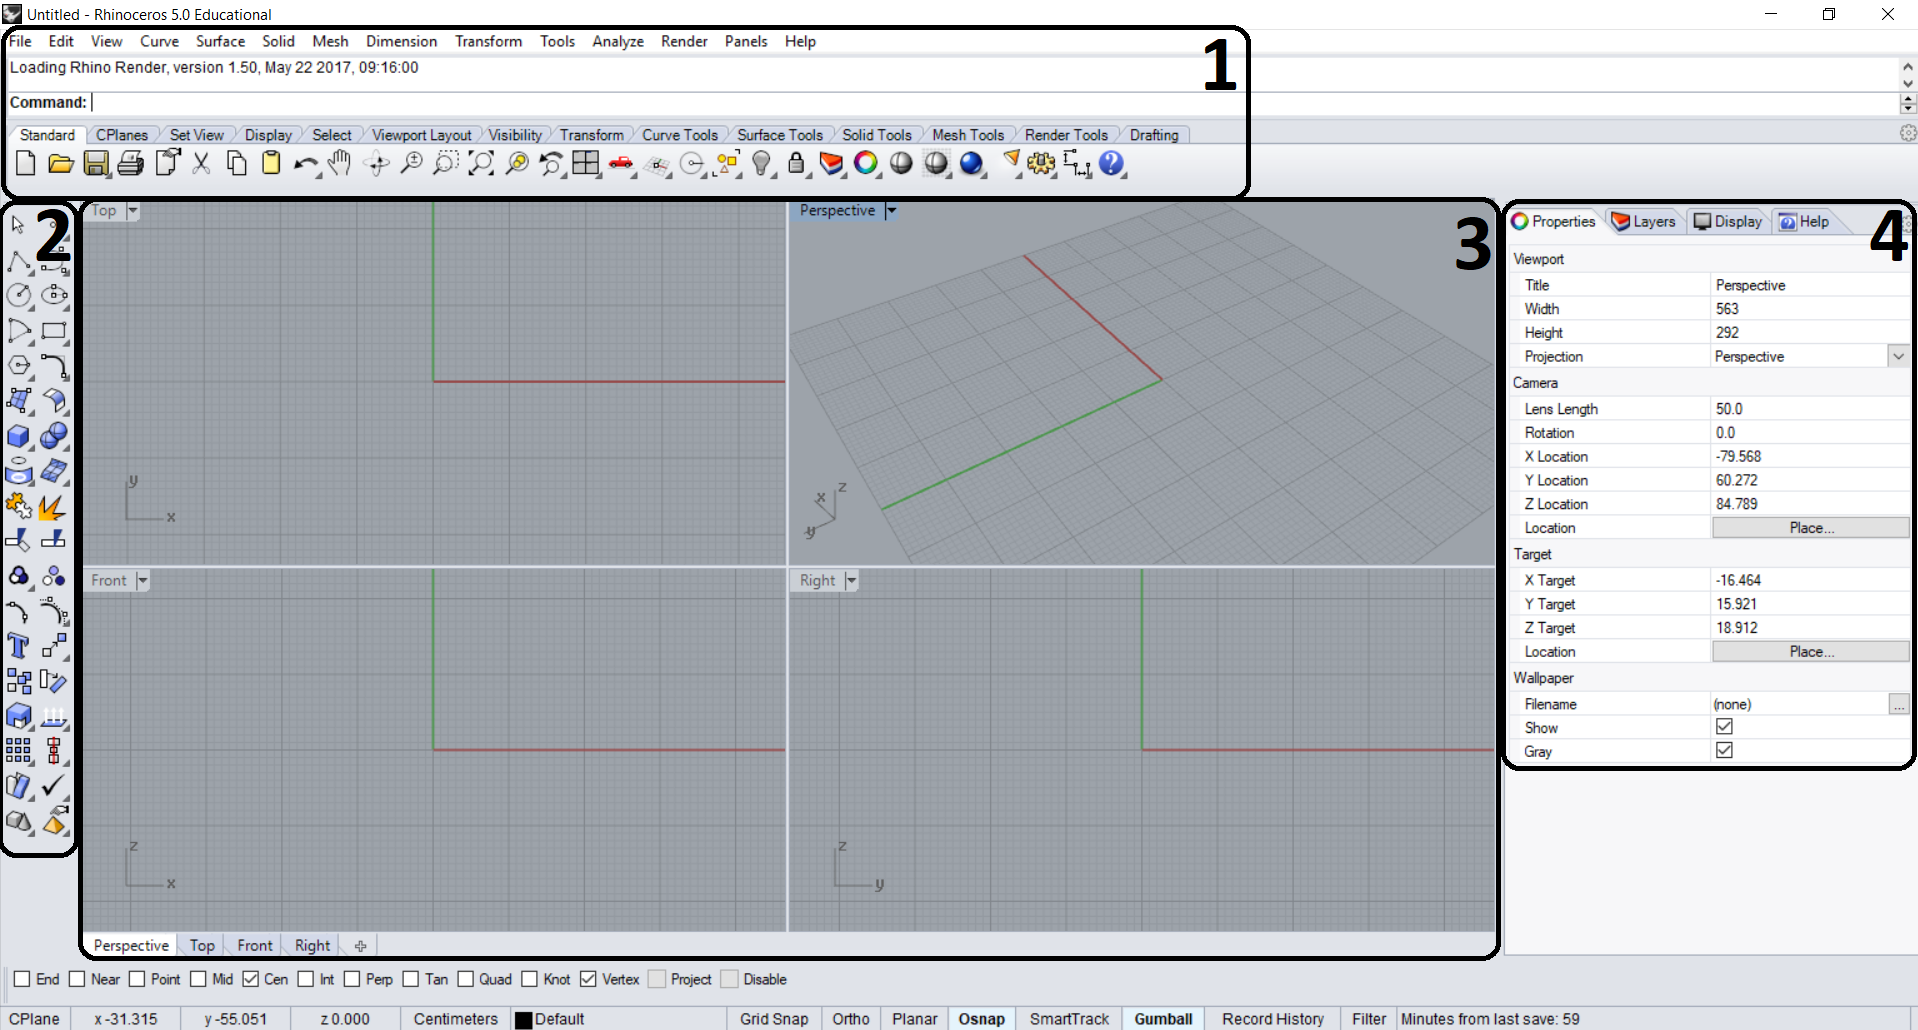 Untitled - Rhinoceros 5.0 Educational
File Edit View Curve Surface Solid Mesh Dimension Transform Tools Analyze Render Panels Help
1
Loading Rhino Render, version 1.50, May 22 2017, 09:16:00
Command:
Standard CPlanes Set View Display Select Viewport Layout Visibility Transform Curve Tools Surface Tools Solid Tools Mesh Tools Render Tools Drafting
2
Top
y
x
Perspective
3
z
x
y
Front
z
x
Right
z
y
Perspective Top Front Right
Properties Layers Display Help
4
Viewport
Title Perspective
Width 563
Height 292
Projection Perspective
Camera
Lens Length 50.0
Rotation 0.0
X Location -79.568
Y Location 60.272
Z Location 84.789
Location Place...
Target
X Target -16.464
Y Target 15.921
Z Target 18.912
Location Place...
Wallpaper
Filename (none) ...
Show
Gray
End Near Point Mid Cen Int Perp Tan Quad Knot Vertex Project Disable
CPlane x -31.315 y -55.051 z 0.000 Centimeters Default Grid Snap Ortho Planar Osnap SmartTrack Gumball Record History Filter Minutes from last save: 59